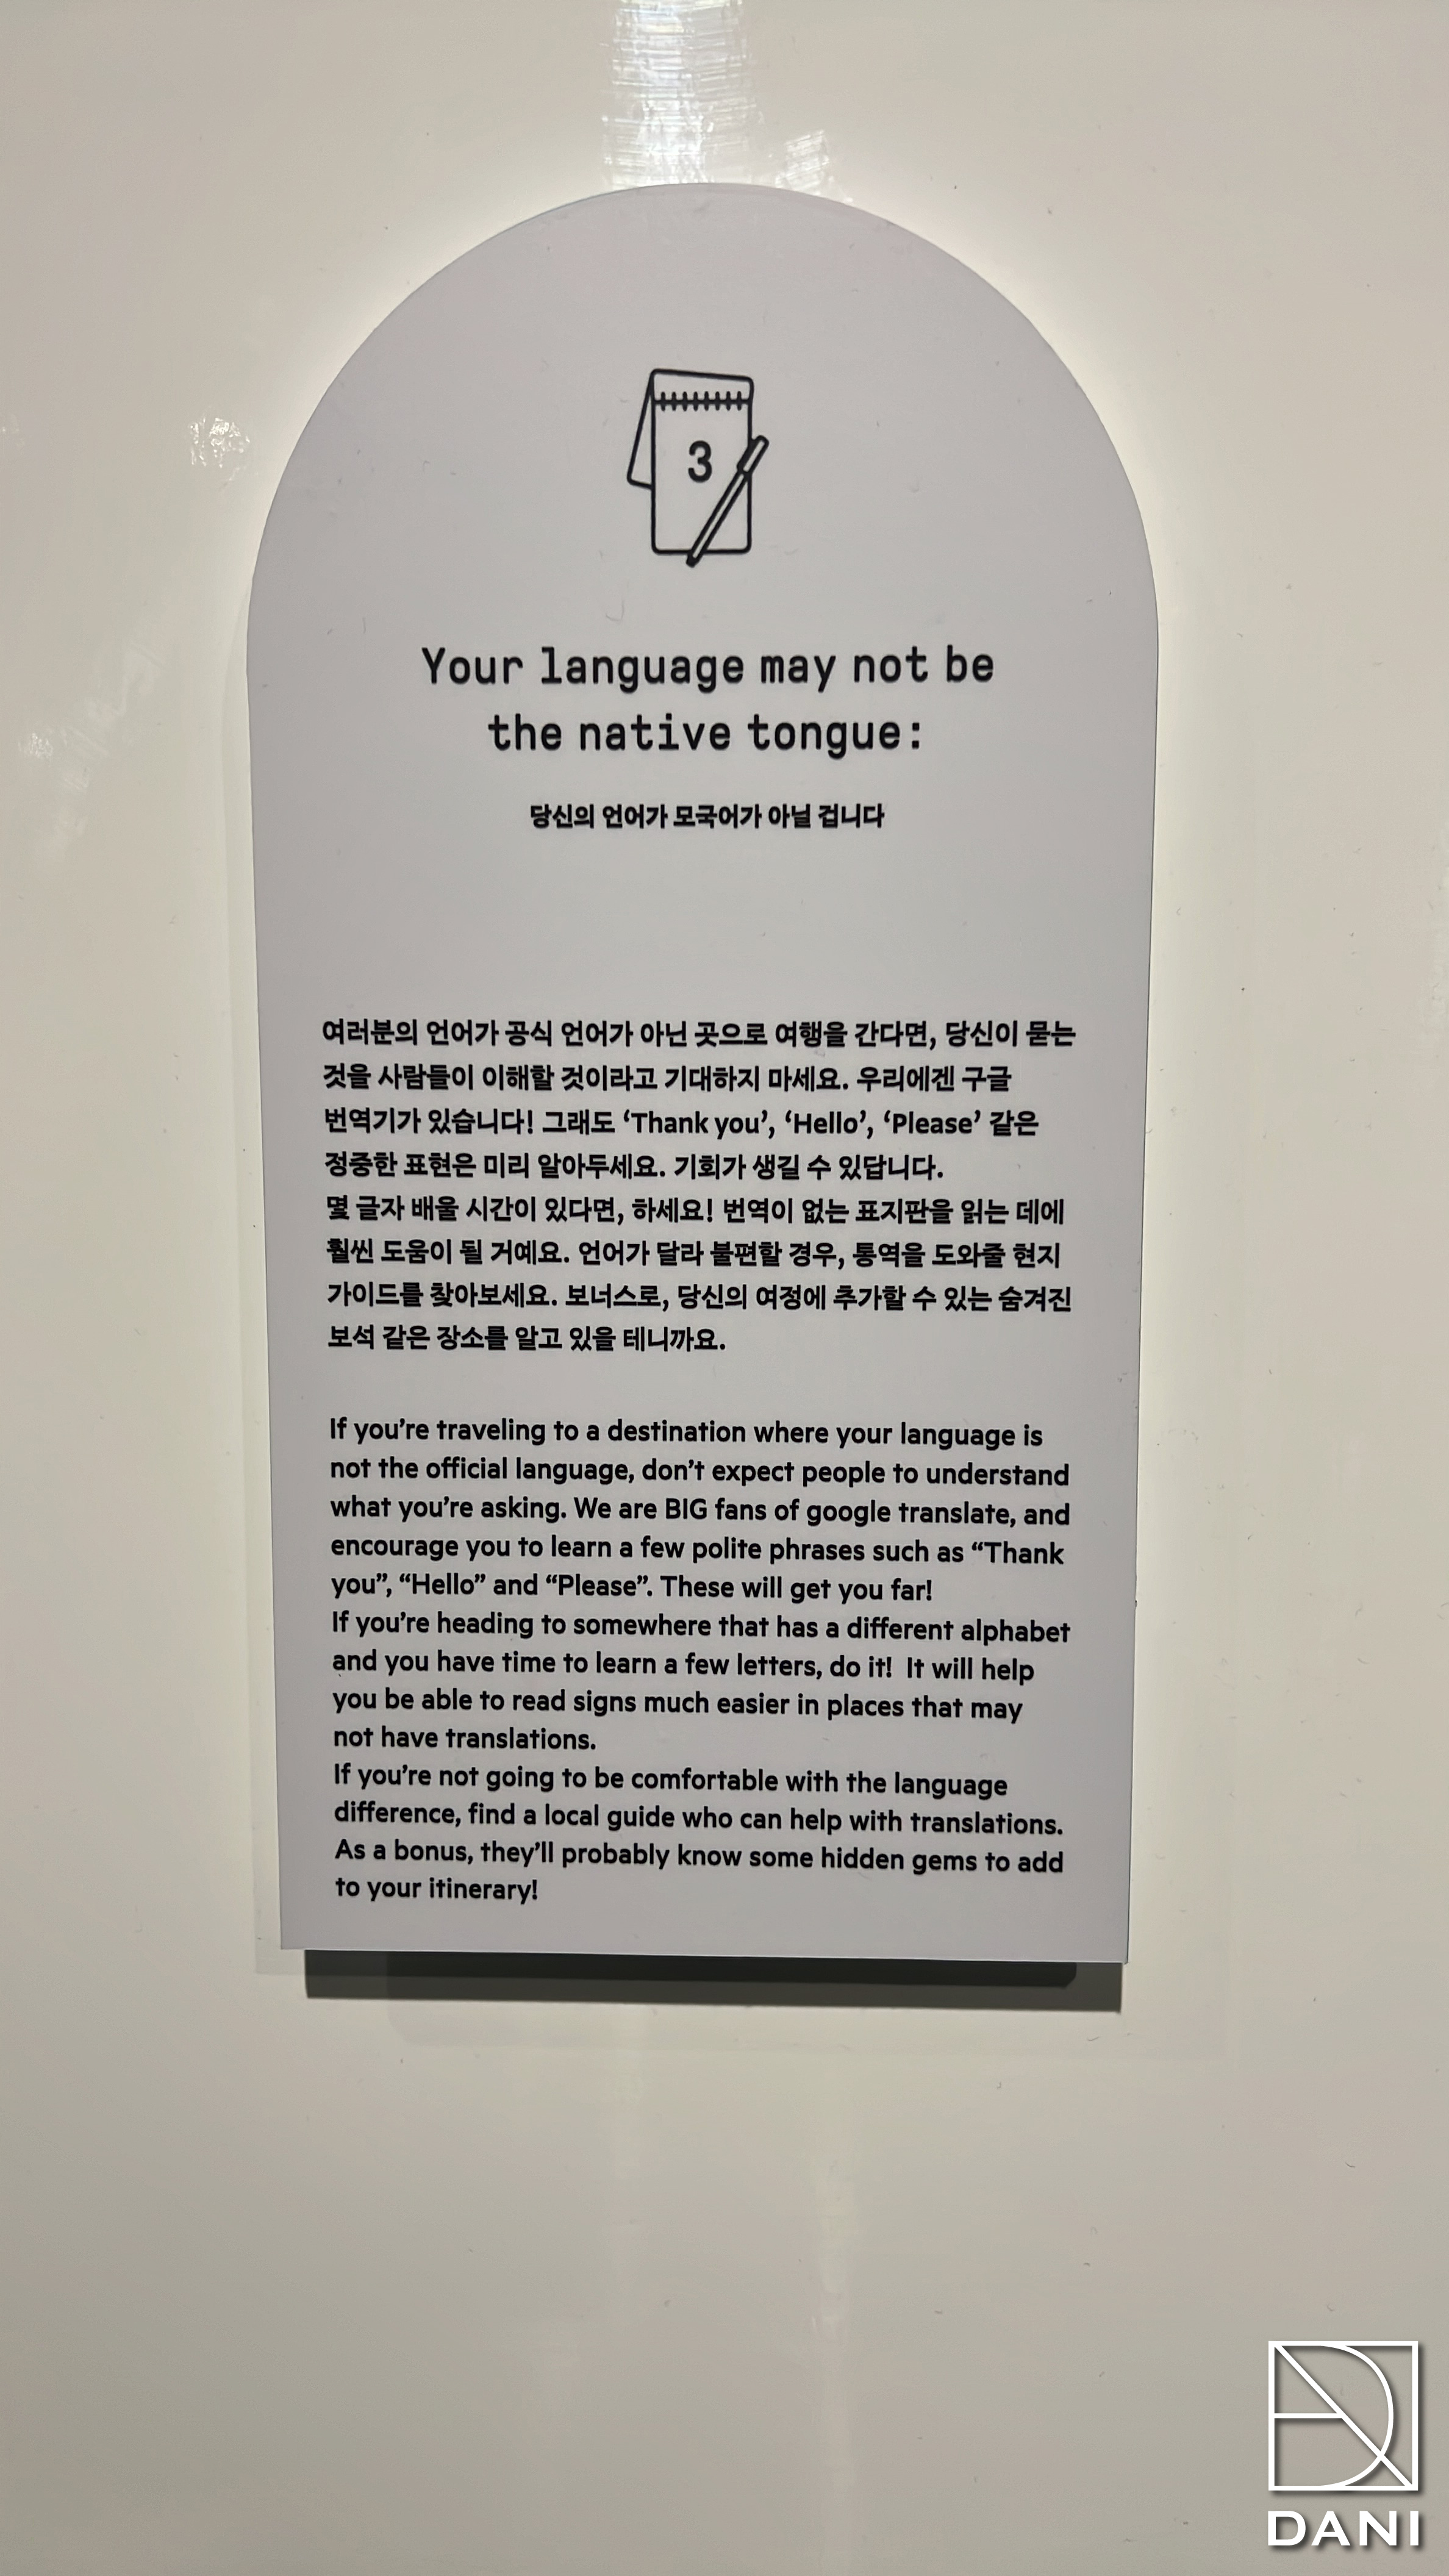 3
Your language may not be
the native tongue:
당신의 언어가 모국어가 아닐 겁니다
여러분의 언어가 공식 언어가 아닌 곳으로 여행을 간다면, 당신이 묻는
것을 사람들이 이해할 것이라고 기대하지 마세요. 우리에겐 구글
번역기가 있습니다! 그래도 ‘Thank you’, ‘Hello’, ‘Please’ 같은
정중한 표현은 미리 알아두세요. 기회가 생길 수 있답니다.
몇 글자 배울 시간이 있다면, 하세요! 번역이 없는 표지판을 읽는 데에
훨씬 도움이 될 거예요. 언어가 달라 불편할 경우, 통역을 도와줄 현지
가이드를 찾아보세요. 보너스로, 당신의 여정에 추가할 수 있는 숨겨진
보석 같은 장소를 알고 있을 테니까요.
If you’re traveling to a destination where your language is
not the official language, don’t expect people to understand
what you’re asking. We are BIG fans of google translate, and
encourage you to learn a few polite phrases such as “Thank
you”, “Hello” and “Please”. These will get you far!
If you’re heading to somewhere that has a different alphabet
and you have time to learn a few letters, do it!  It will help
you be able to read signs much easier in places that may
not have translations.
If you’re not going to be comfortable with the language
difference, find a local guide who can help with translations.
As a bonus, they’ll probably know some hidden gems to add
to your itinerary!
DANI